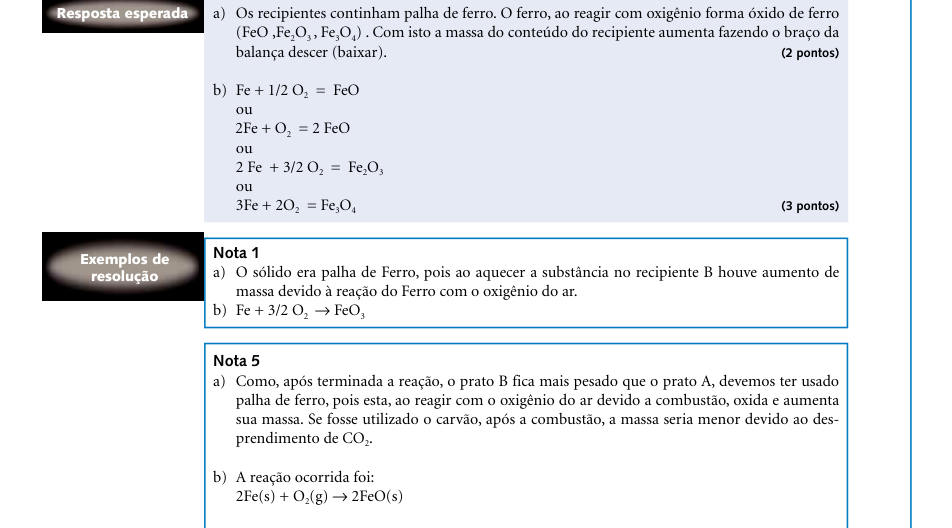 Resposta esperada
a) Os recipientes continham palha de ferro. O ferro, ao reagir com oxigênio forma óxido de ferro
(FeO ,Fe₂O₃ , Fe₃O₄) . Com isto a massa do conteúdo do recipiente aumenta fazendo o braço da
balança descer (baixar). (2 pontos)
b) Fe + 1/2 O₂ = FeO
ou
2Fe + O₂ = 2 FeO
ou
2 Fe + 3/2 O₂ = Fe₂O₃
ou
3Fe + 2O₂ = Fe₃O₄ (3 pontos)
Exemplos de
resolução
Nota 1
a) O sólido era palha de Ferro, pois ao aquecer a substância no recipiente B houve aumento de
massa devido à reação do Ferro com o oxigênio do ar.
b) Fe + 3/2 O₂ → FeO₃
Nota 5
a) Como, após terminada a reação, o prato B fica mais pesado que o prato A, devemos ter usado
palha de ferro, pois esta, ao reagir com o oxigênio do ar devido a combustão, oxida e aumenta
sua massa. Se fosse utilizado o carvão, após a combustão, a massa seria menor devido ao des-
prendimento de CO₂.
b) A reação ocorrida foi:
2Fe(s) + O₂(g) → 2FeO(s)